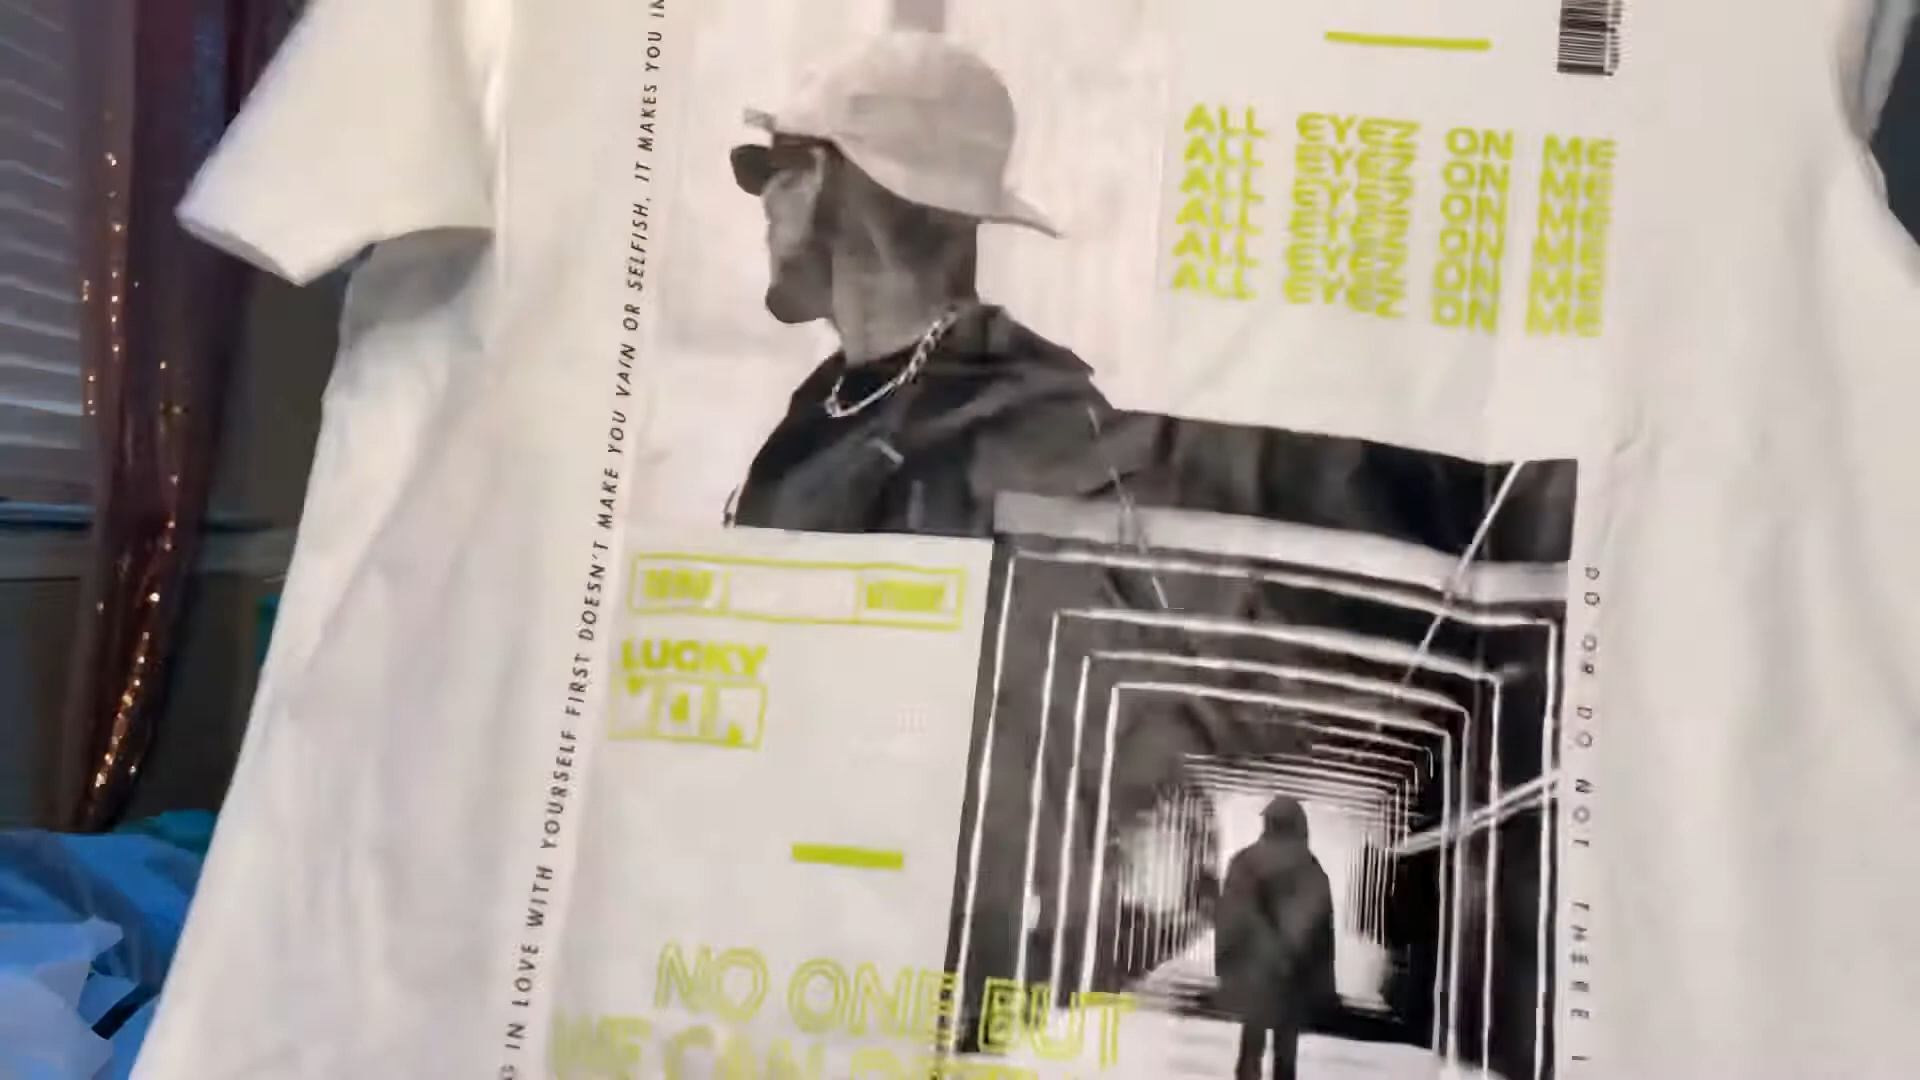 ALL EYEZ ON ME
ALL EYEZ ON ME
ALL EYEZ ON ME
ALL EYEZ ON ME
ALL EYEZ ON ME
ALL EYEZ ON ME
IN LOVE WITH YOURSELF FIRST DOESN'T MAKE YOU VAIN OR SELFISH, IT MAKES YOU
LUCKY
NO ONE BUT
WE CAN
DO OR DO NOT THERE